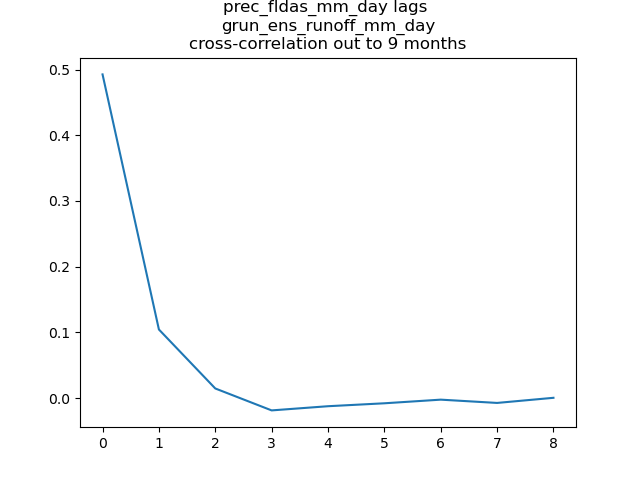 prec_fldas_mm_day lags
grun_ens_runoff_mm_day
cross-correlation out to 9 months
0.5
0.4
0.3
0.2
0.1
0.0
0 1 2 3 4 5 6 7 8